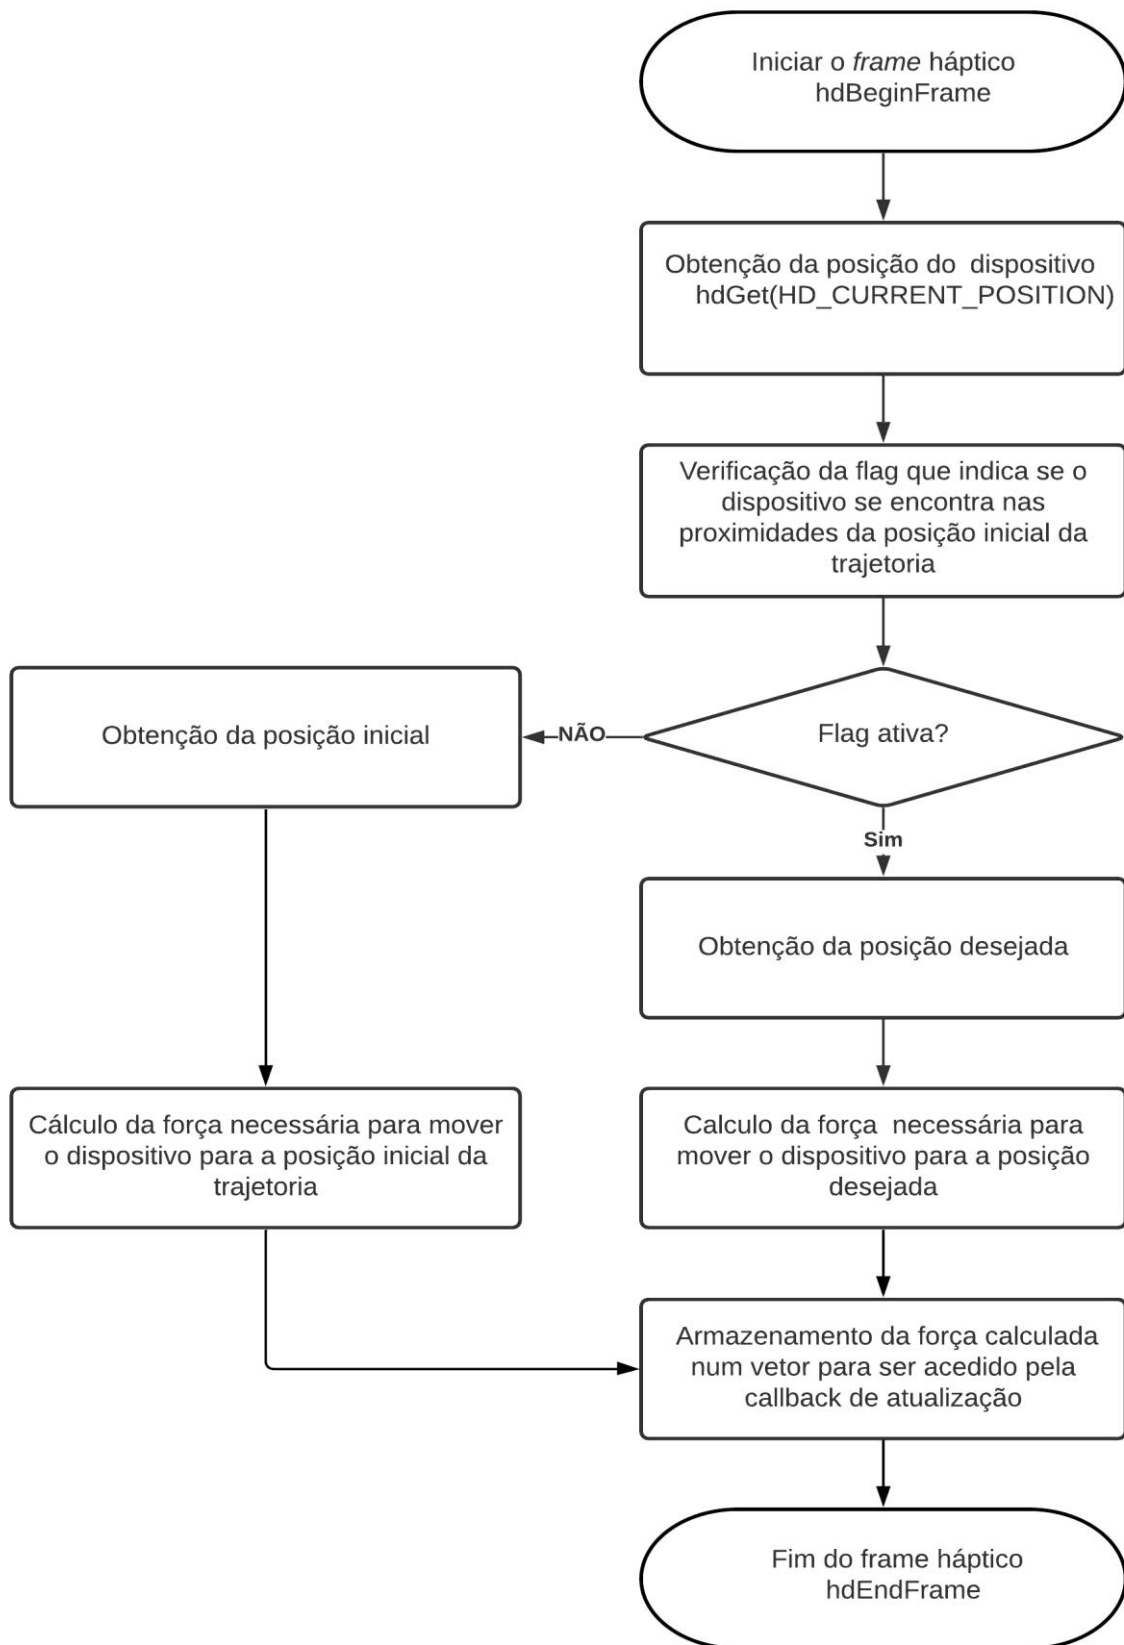 Iniciar o frame háptico
hdBeginFrame
Obtenção da posição do  dispositivo
hdGet(HD_CURRENT_POSITION)
Verificação da flag que indica se o
dispositivo se encontra nas
proximidades da posição inicial da
trajetoria
Flag ativa?
NÃO
Obtenção da posição inicial
Sim
Obtenção da posição desejada
Cálculo da força necessária para mover
o dispositivo para a posição inicial da
trajetoria
Calculo da força  necessária para
mover o dispositivo para a posição
desejada
Armazenamento da força calculada
num vetor para ser acedido pela
callback de atualização
Fim do frame háptico
hdEndFrame